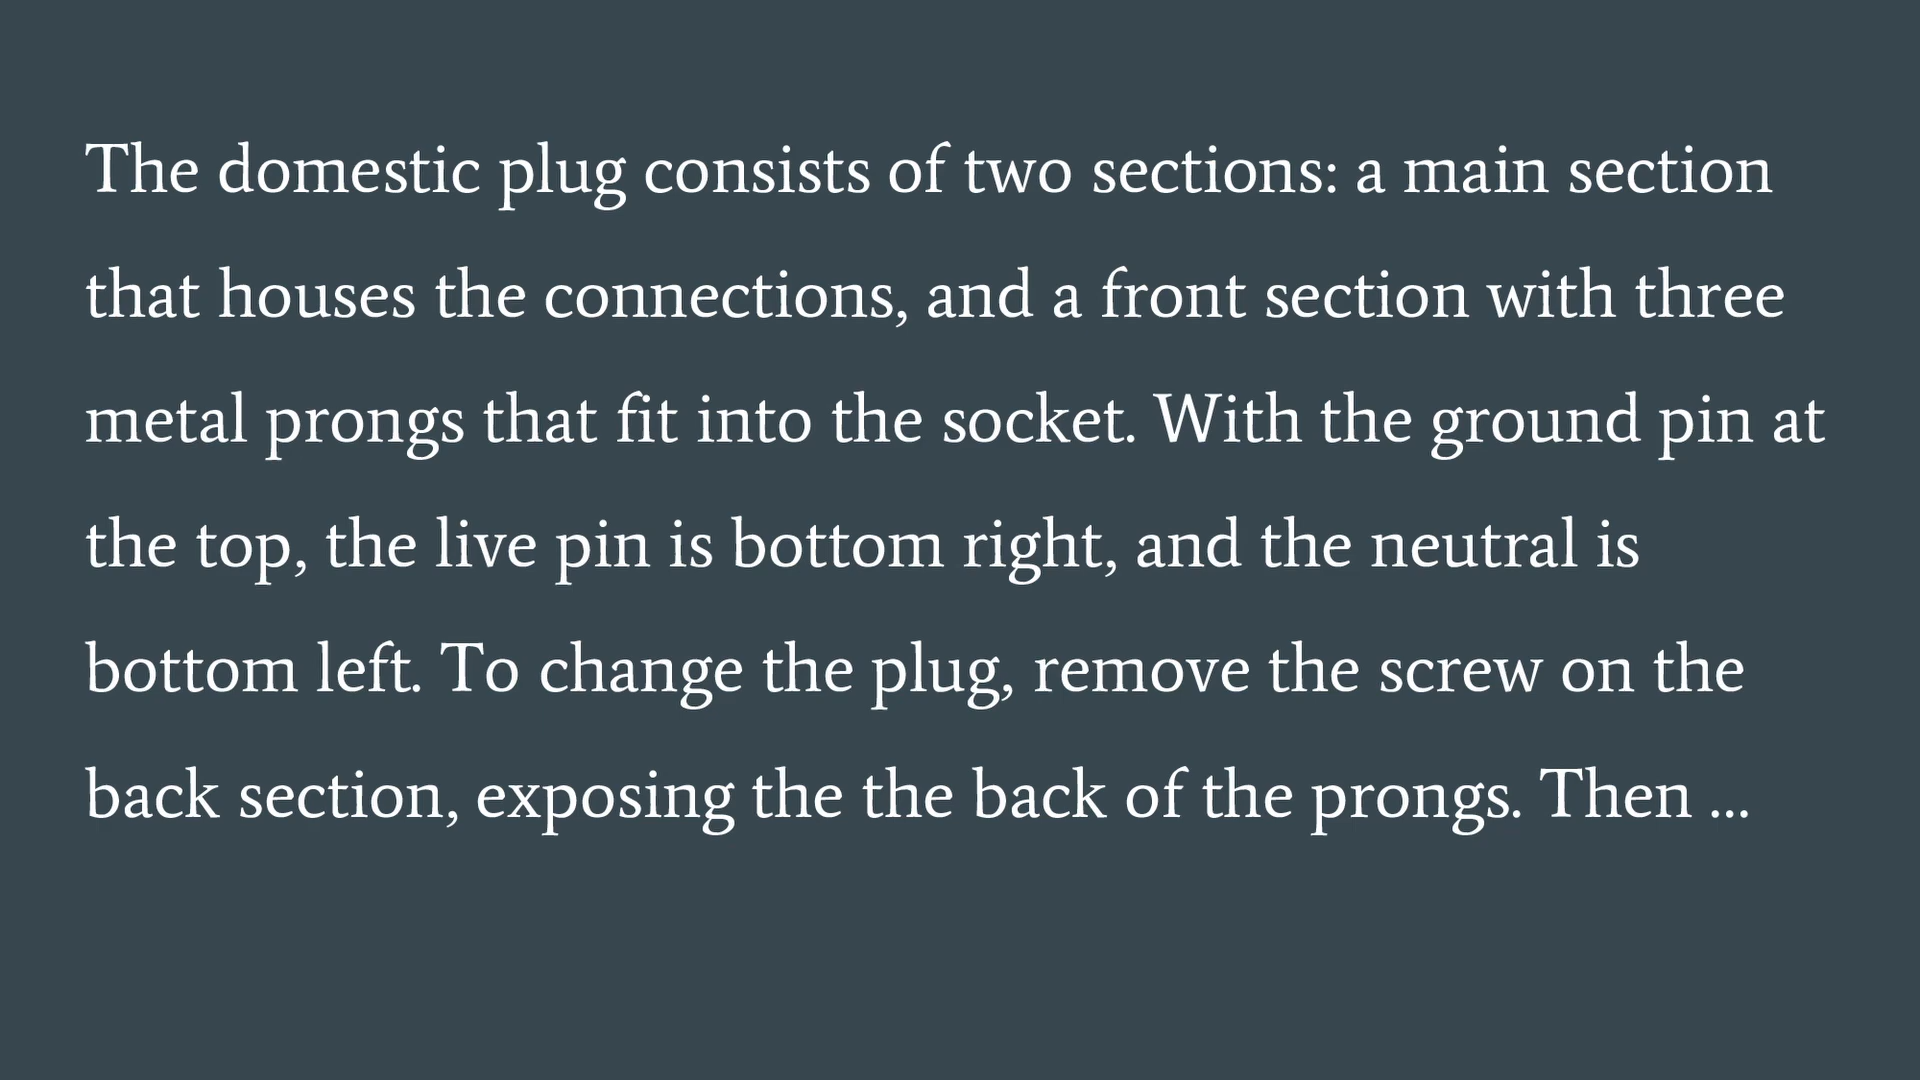 The domestic plug consists of two sections: a main section
that houses the connections, and a front section with three
metal prongs that fit into the socket. With the ground pin at
the top, the live pin is bottom right, and the neutral is
bottom left. To change the plug, remove the screw on the
back section, exposing the the back of the prongs. Then ...